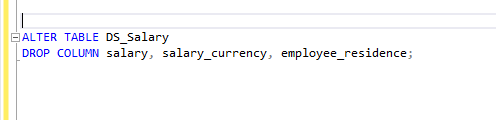 ALTER TABLE DS_Salary
DROP COLUMN salary, salary_currency, employee_residence;